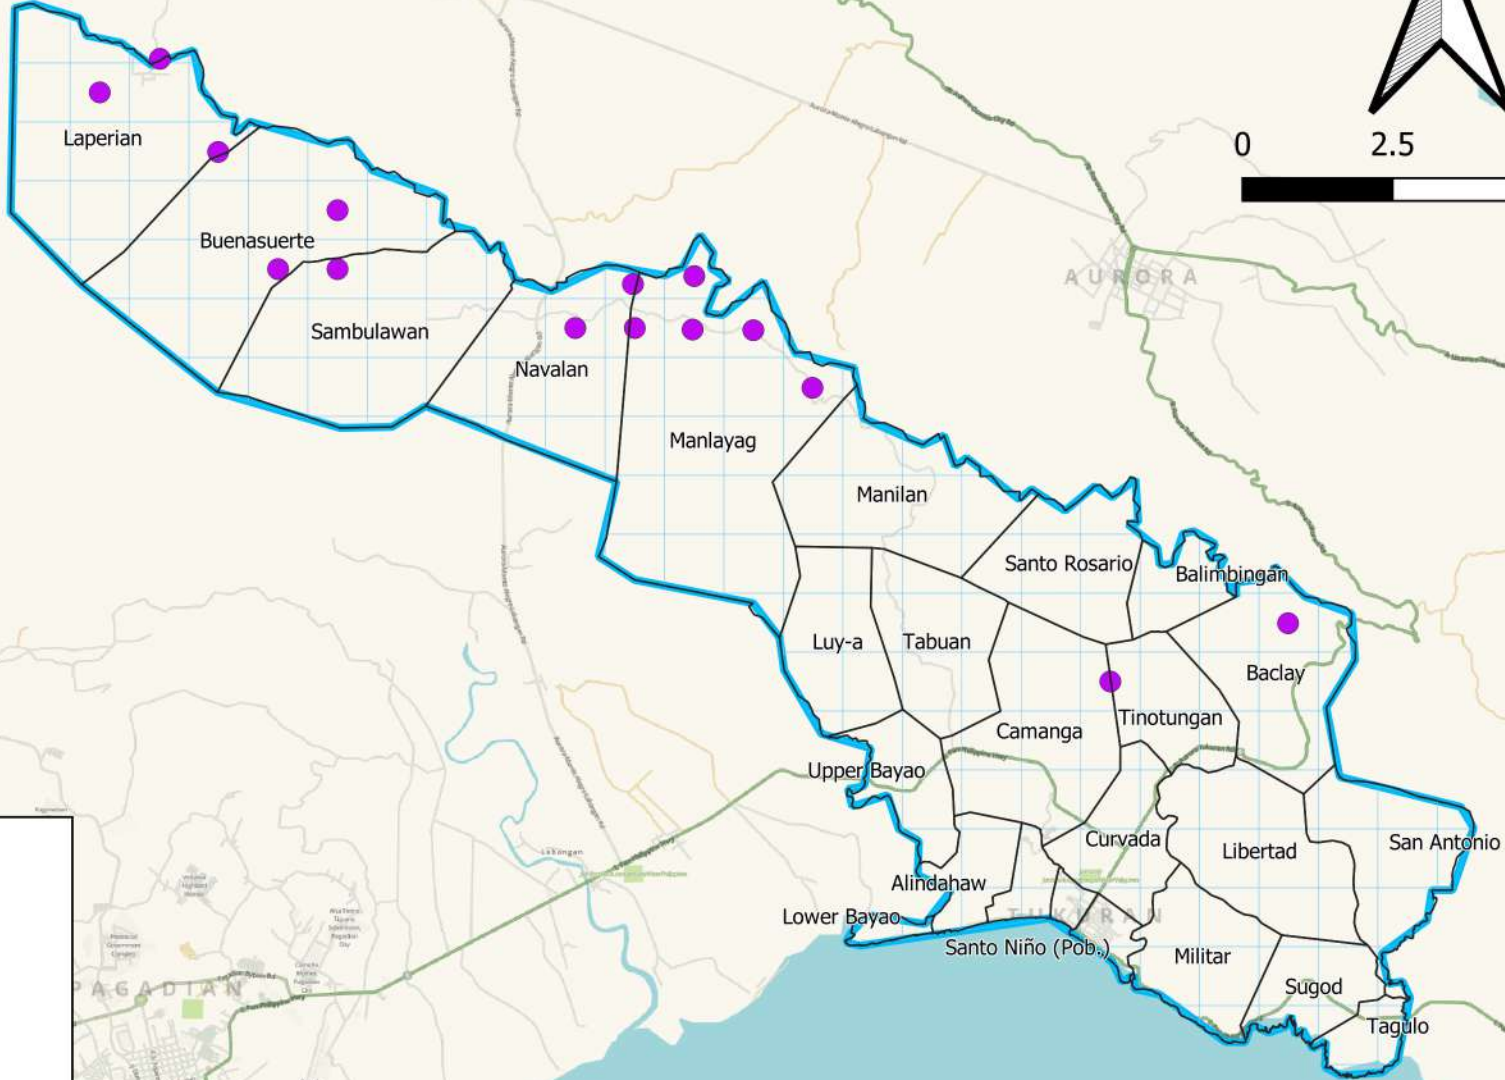 0 2.5
Laperian
Buenasuerte
AURORA
Sambulawan
Navalan
Manlayag
Manilan
Santo Rosario
Balimbingan
Luy-a
Tabuan
Baclay
Camanga
Tinotungan
Upper Bayao
Curvada
Libertad
San Antonio
Alindahaw
Lower Bayao
TUKURAN
Santo Niño (Pob.)
Militar
Sugod
Tagulo
PAGADIAN